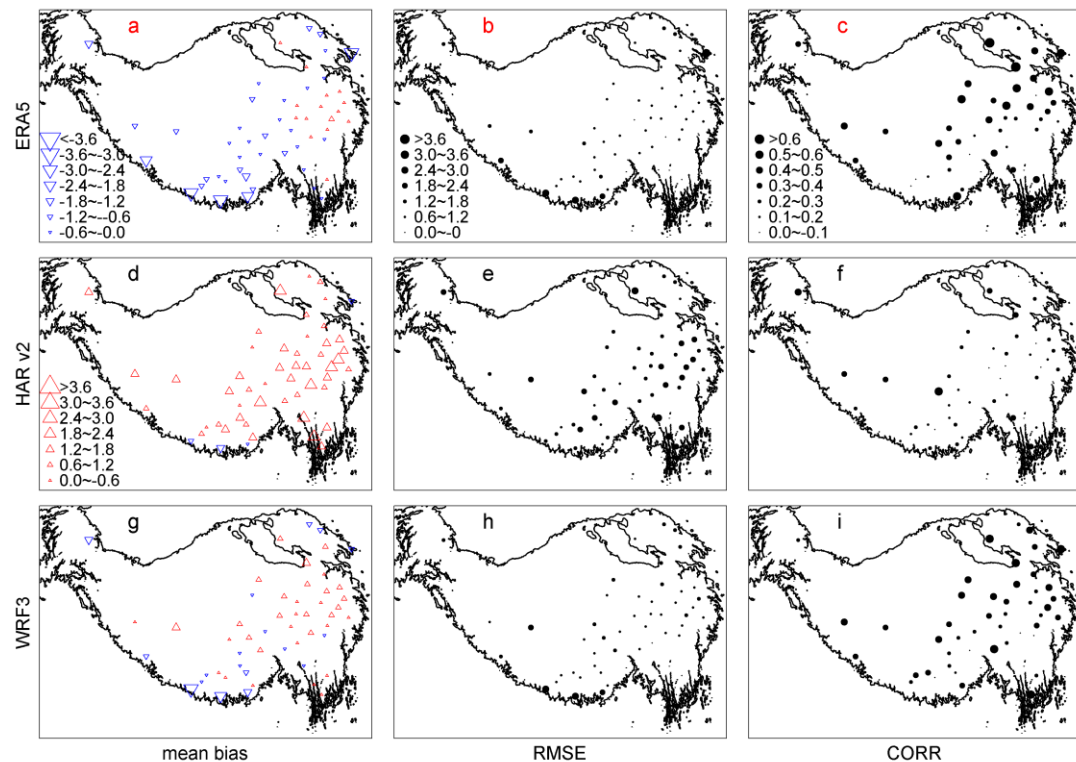 a
b
c
ERA5
<-3.6
-3.6~-3.0
-3.0~-2.4
-2.4~-1.8
-1.8~-1.2
-1.2~--0.6
-0.6~-0.0
>3.6
3.0~3.6
2.4~3.0
1.8~2.4
1.2~1.8
0.6~1.2
0.0~-0
>0.6
0.5~0.6
0.4~0.5
0.3~0.4
0.2~0.3
0.1~0.2
0.0~-0.1
d
e
f
HAR v2
>3.6
3.0~3.6
2.4~3.0
1.8~2.4
1.2~1.8
0.6~1.2
0.0~-0.6
g
h
i
WRF3
mean bias
RMSE
CORR